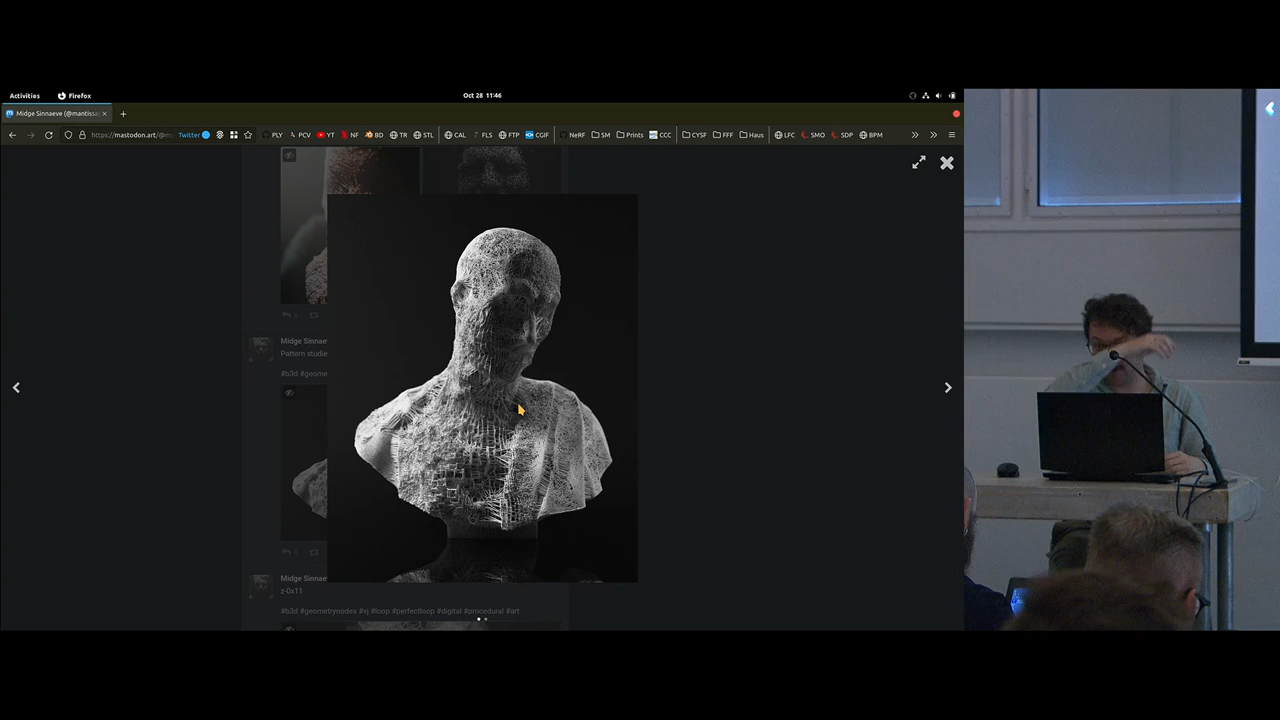 Activities Firefox Oct 28 11:46
Midge Sinnaeve (@mantissa
https://mastodon.art/@m Twitter PLY PCV YT NF BD TR STL CAL FLS FTP CGIF NeRF SM Prints CCC CYSF FFF Haus LFC SMO SDP BPM
Midge Sinnaev
Pattern studie
#b3d #geome
Midge Sinnaev
z-0x11
#b3d #geometrynodes #vj #loop #perfectloop #digital #procedural #art